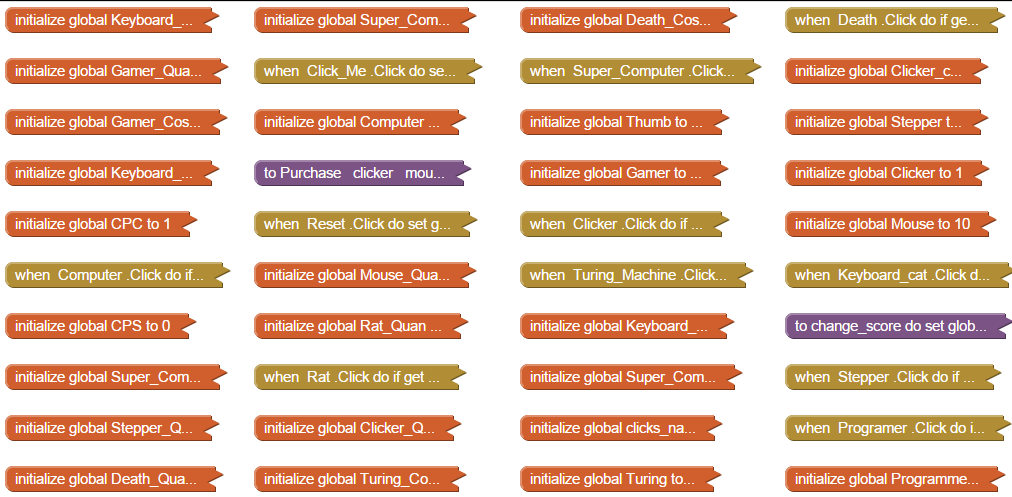 initialize global Keyboard_...
initialize global Super_Com...
initialize global Death_Cos...
when Death .Click do if ge...
initialize global Gamer_Qua...
when Click_Me .Click do se...
when Super_Computer .Click...
initialize global Clicker_c...
initialize global Gamer_Cos...
initialize global Computer ...
initialize global Thumb to ...
initialize global Stepper t...
initialize global Keyboard_...
to Purchase clicker mou...
initialize global Gamer to ...
initialize global Clicker to 1
initialize global CPC to 1
when Reset .Click do set g...
when Clicker .Click do if ...
initialize global Mouse to 10
when Computer .Click do if...
initialize global Mouse_Qua...
when Turing_Machine .Click...
when Keyboard_cat .Click d...
initialize global CPS to 0
initialize global Rat_Quan ...
initialize global Keyboard_...
to change_score do set glob...
initialize global Super_Com...
when Rat .Click do if get ...
initialize global Super_Com...
when Stepper .Click do if ...
initialize global Stepper_Q...
initialize global Clicker_Q...
initialize global clicks_na...
when Programer .Click do i...
initialize global Death_Qua...
initialize global Turing_Co...
initialize global Turing to...
initialize global Programme...